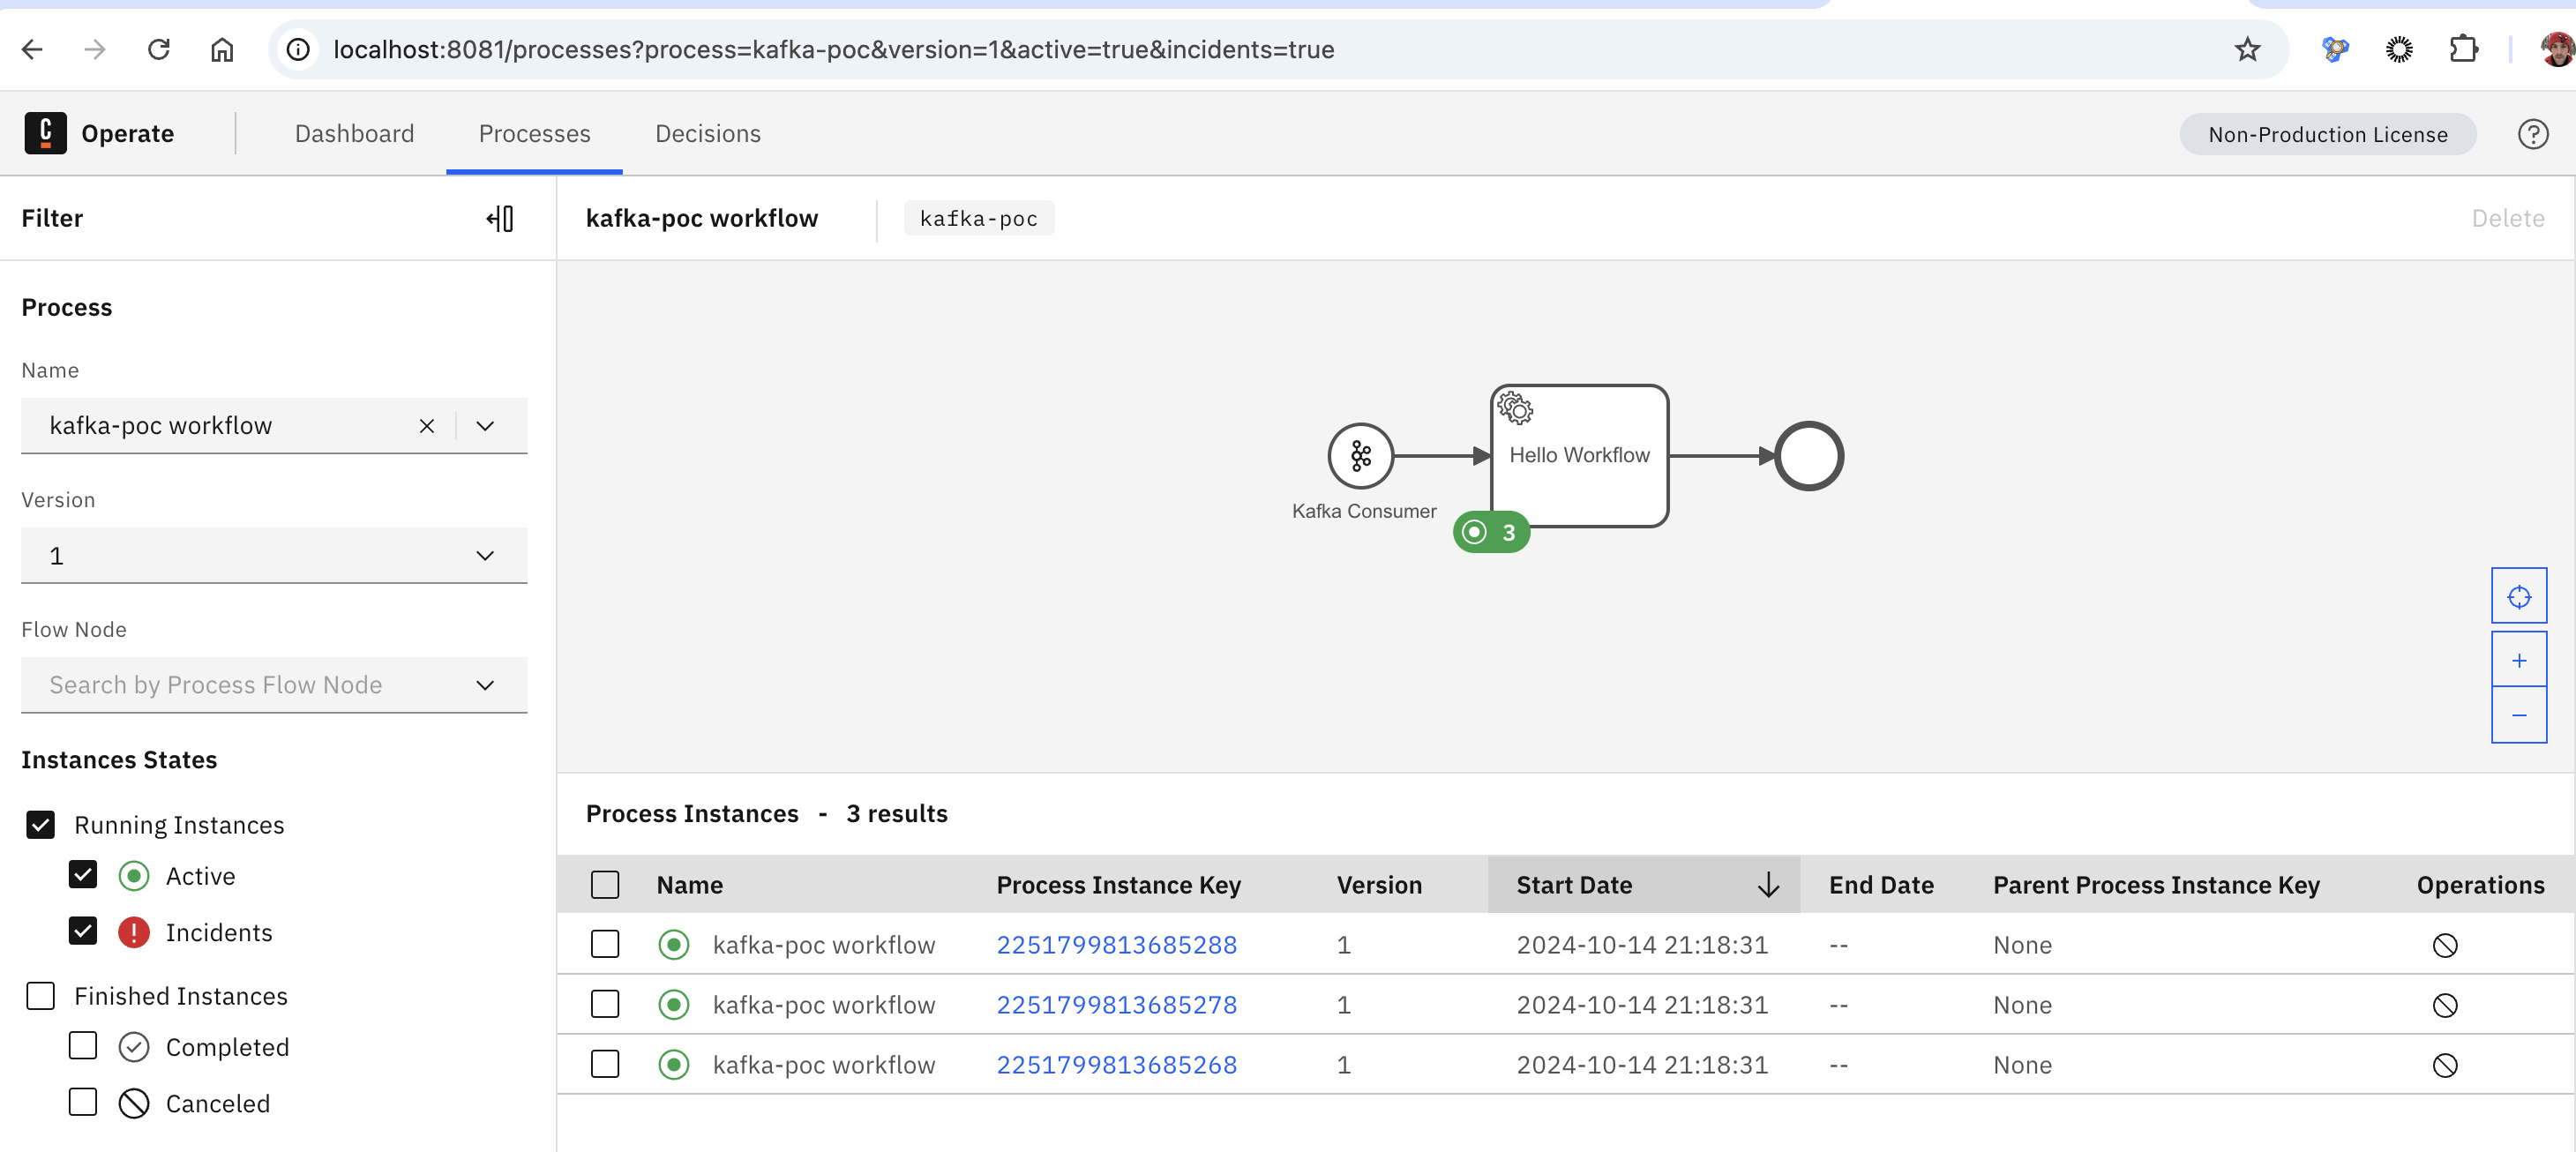 localhost:8081/processes?process=kafka-poc&version=1&active=true&incidents=true
Operate
Dashboard
Processes
Decisions
Non-Production License
Filter
kafka-poc workflow
kafka-poc
Delete
Process
Name
kafka-poc workflow
Version
1
Flow Node
Search by Process Flow Node
Instances States
Running Instances
Active
Incidents
Finished Instances
Completed
Canceled
Kafka Consumer
Hello Workflow
3
Process Instances - 3 results
Name Process Instance Key Version Start Date End Date Parent Process Instance Key Operations
kafka-poc workflow 2251799813685288 1 2024-10-14 21:18:31 -- None
kafka-poc workflow 2251799813685278 1 2024-10-14 21:18:31 -- None
kafka-poc workflow 2251799813685268 1 2024-10-14 21:18:31 -- None